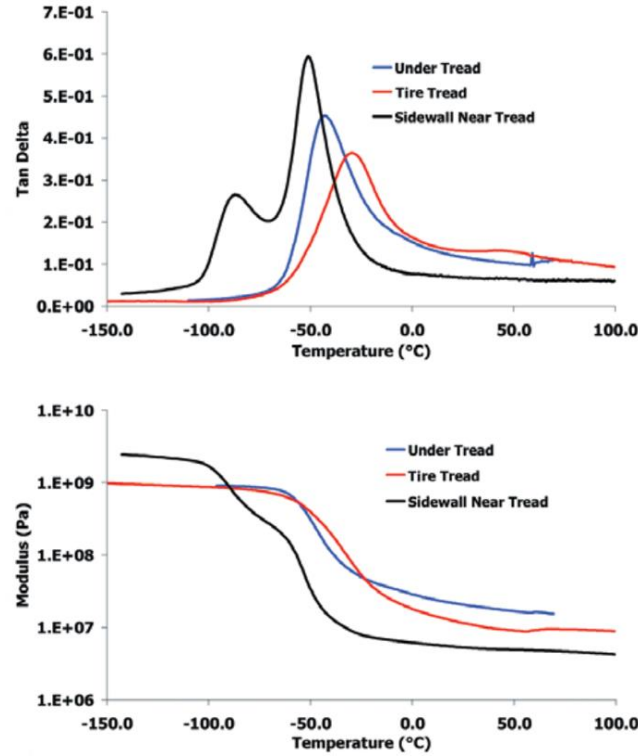 7.E-01
6.E-01
5.E-01
4.E-01
3.E-01
2.E-01
1.E-01
0.E+00
Tan Delta
Under Tread
Tire Tread
Sidewall Near Tread
-150.0 -100.0 -50.0 0.0 50.0 100.0
Temperature (°C)
1.E+10
1.E+09
1.E+08
1.E+07
1.E+06
Modulus (Pa)
Under Tread
Tire Tread
Sidewall Near Tread
-150.0 -100.0 -50.0 0.0 50.0 100.0
Temperature (°C)